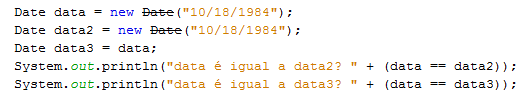 Date data = new Date("10/18/1984");
Date data2 = new Date("10/18/1984");
Date data3 = data;
System.out.println("data é igual a data2? " + (data == data2));
System.out.println("data é igual a data3? " + (data == data3));